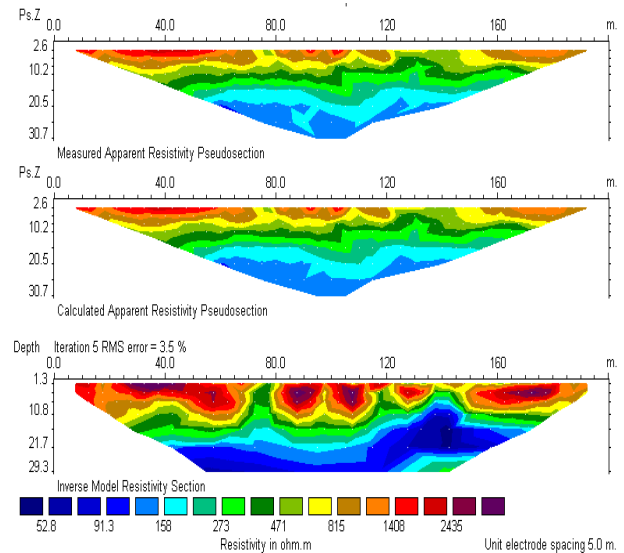 Ps.Z 0.0 40.0 80.0 120 160 m.
2.6
10.2
20.5
30.7
Measured Apparent Resistivity Pseudosection
Ps.Z 0.0 40.0 80.0 120 160 m.
2.6
10.2
20.5
30.7
Calculated Apparent Resistivity Pseudosection
Depth Iteration 5 RMS error = 3.5 %
0.0 40.0 80.0 120 160 m.
1.3
10.8
21.7
29.3
Inverse Model Resistivity Section
52.8 91.3 158 273 471 815 1408 2435
Resistivity in ohm.m Unit electrode spacing 5.0 m.